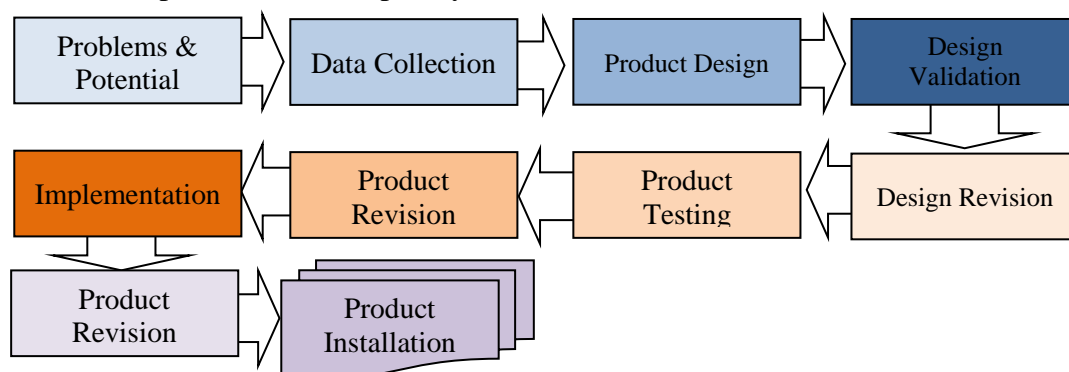 Problems &
Potential
Data Collection
Product Design
Design
Validation
Design Revision
Product
Testing
Product
Revision
Implementation
Product
Revision
Product
Installation